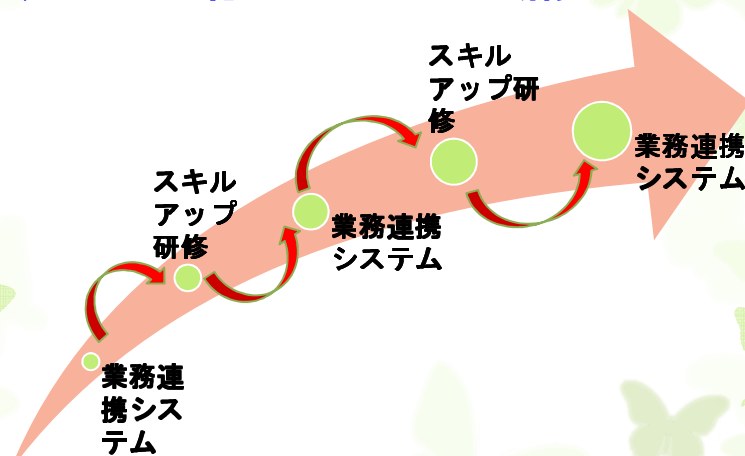 スキル
アップ研
修
業務連携
システム
スキル
アップ
研修
業務連携
システム
業務連
携シス
テム